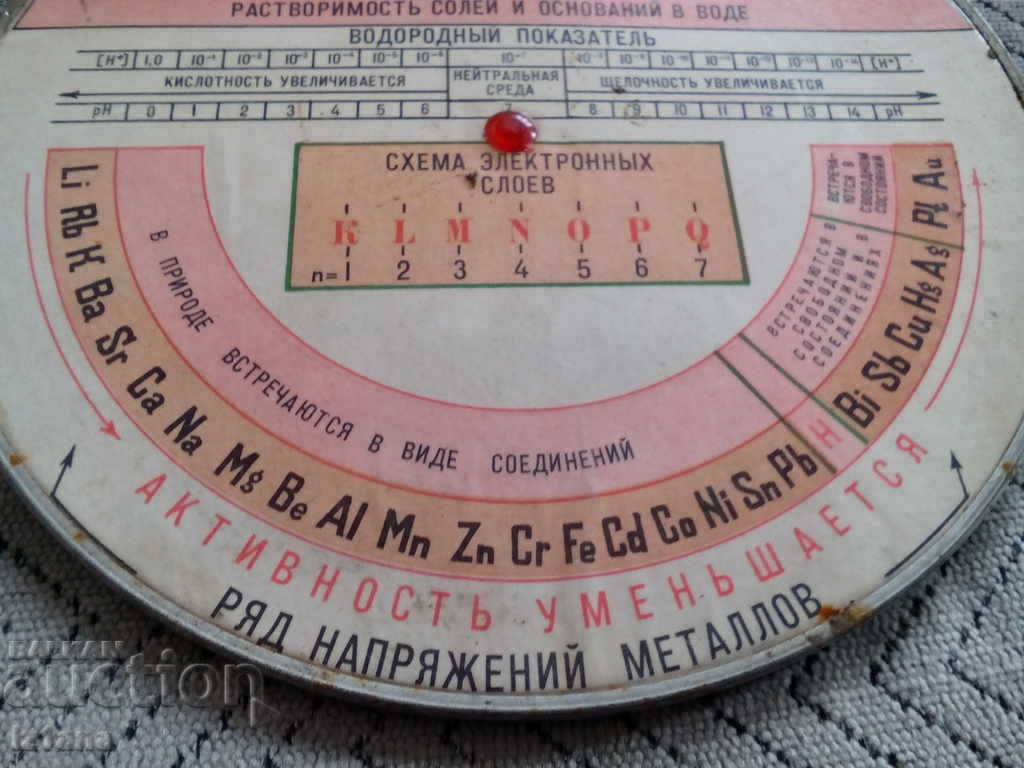 РАСТВОРИМОСТЬ СОЛЕЙ И ОСНОВАНИЙ В ВОДЕ
ВОДОРОДНЫЙ ПОКАЗАТЕЛЬ
[H⁺] 1,0 10⁻¹ 10⁻² 10⁻³ 10⁻⁴ 10⁻⁵ 10⁻⁶ 10⁻⁷ 10⁻⁸ 10⁻⁹ 10⁻¹⁰ 10⁻¹¹ 10⁻¹² 10⁻¹³ 10⁻¹⁴ [H⁺]
КИСЛОТНОСТЬ УВЕЛИЧИВАЕТСЯ НЕЙТРАЛЬНАЯ СРЕДА ЩЕЛОЧНОСТЬ УВЕЛИЧИВАЕТСЯ
pH 0 1 2 3 4 5 6 7 8 9 10 11 12 13 14 pH
СХЕМА ЭЛЕКТРОННЫХ
СЛОЕВ
K L M N O P Q
n= 1 2 3 4 5 6 7
В ПРИРОДЕ ВСТРЕЧАЮТСЯ В ВИДЕ СОЕДИНЕНИЙ
ВСТРЕЧАЮТСЯ В
СВОБОДНОМ
СОСТОЯНИИ И В
СОЕДИНЕНИЯХ
ВСТРЕЧА-
ЮТСЯ В
СВОБОДНОМ
СОСТОЯНИИ
Li Rb K Ba Sr Ca Na Mg Be Al Mn Zn Cr Fe Cd Co Ni Sn Pb H Bi Sb Cu Hg Ag Pt Au
АКТИВНОСТЬ УМЕНЬШАЕТСЯ
РЯД НАПРЯЖЕНИЙ МЕТАЛЛОВ
BALKAN
auction
Izvana